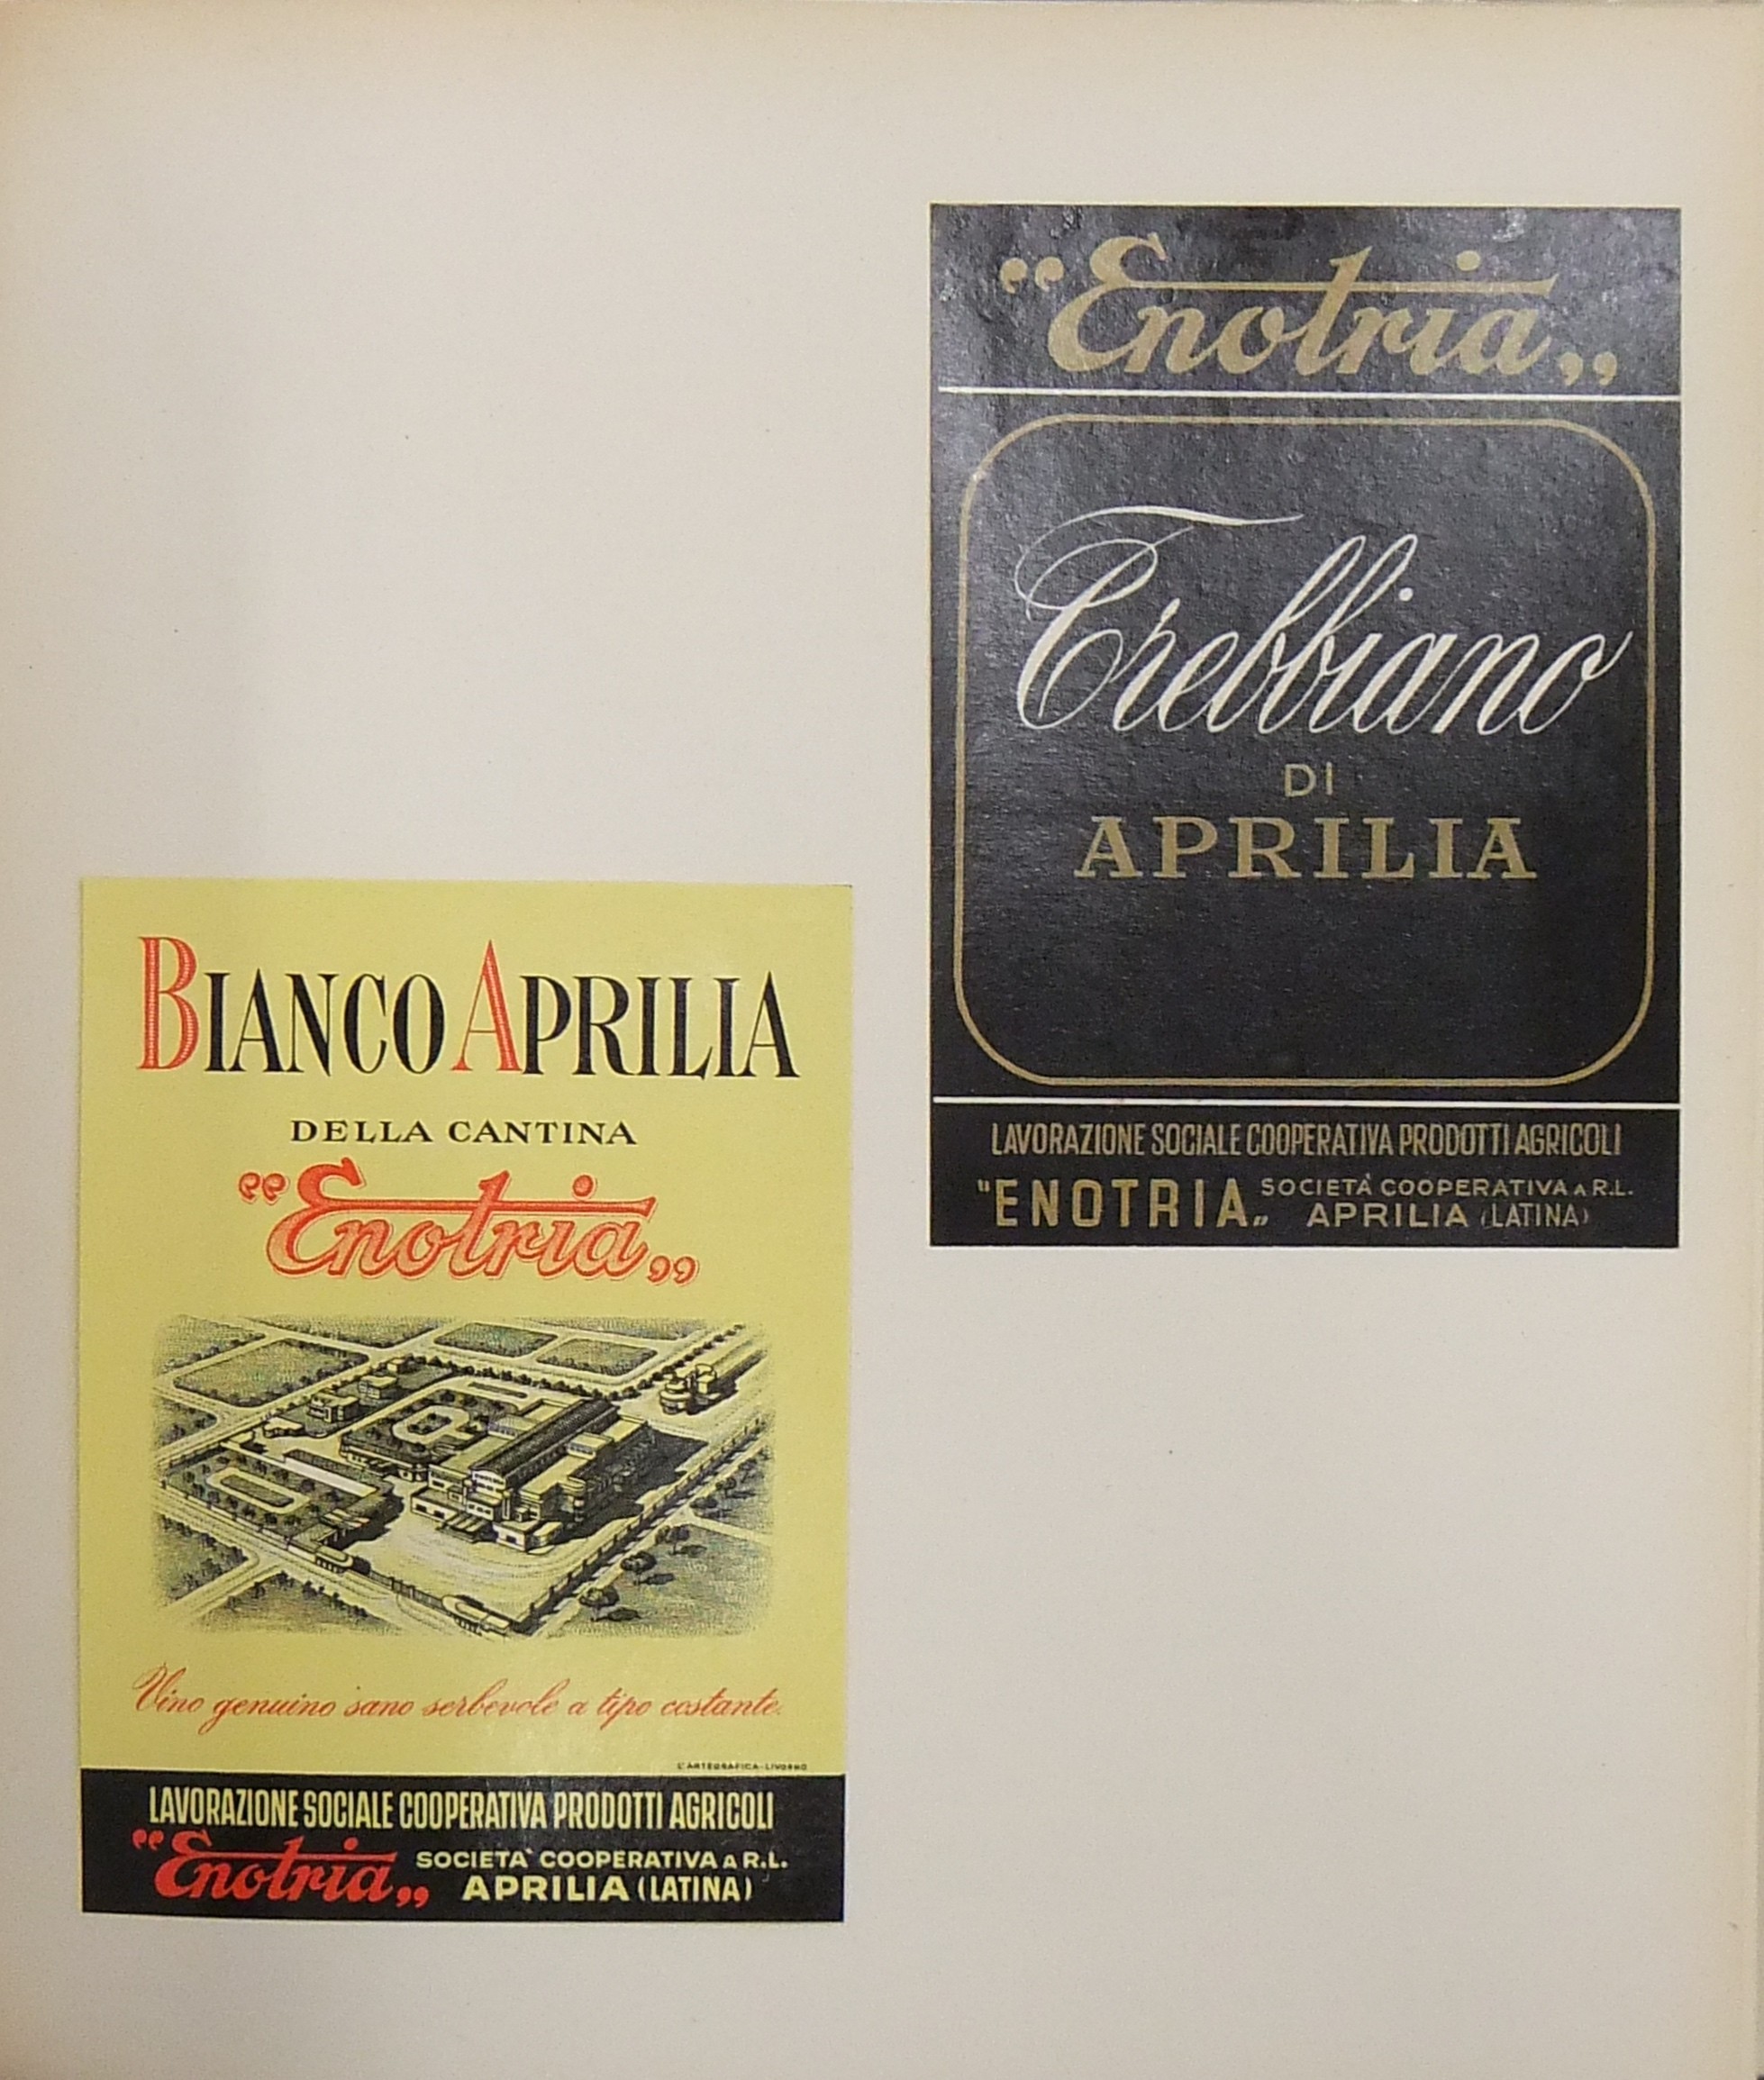 “Enotria„
Trebbiano
DI
APRILIA
LAVORAZIONE SOCIALE COOPERATIVA PRODOTTI AGRICOLI
"ENOTRIA„ SOCIETÀ COOPERATIVA A R.L.
APRILIA (LATINA)
BIANCO APRILIA
DELLA CANTINA
“Enotria„
Vino genuino sano serbevole a tipo costante.
L'ARTEGRAFICA-LIVORNO
LAVORAZIONE SOCIALE COOPERATIVA PRODOTTI AGRICOLI
“Enotria„ SOCIETA' COOPERATIVA A R.L.
APRILIA (LATINA)